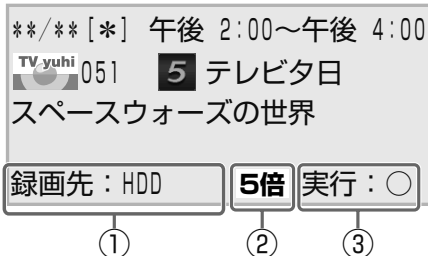 **/**[*] 午後 2:00～午後 4:00
TV yuhi 051 5 テレビタ日
スペースウォーズの世界
録画先：HDD 5倍 実行：○
① ② ③